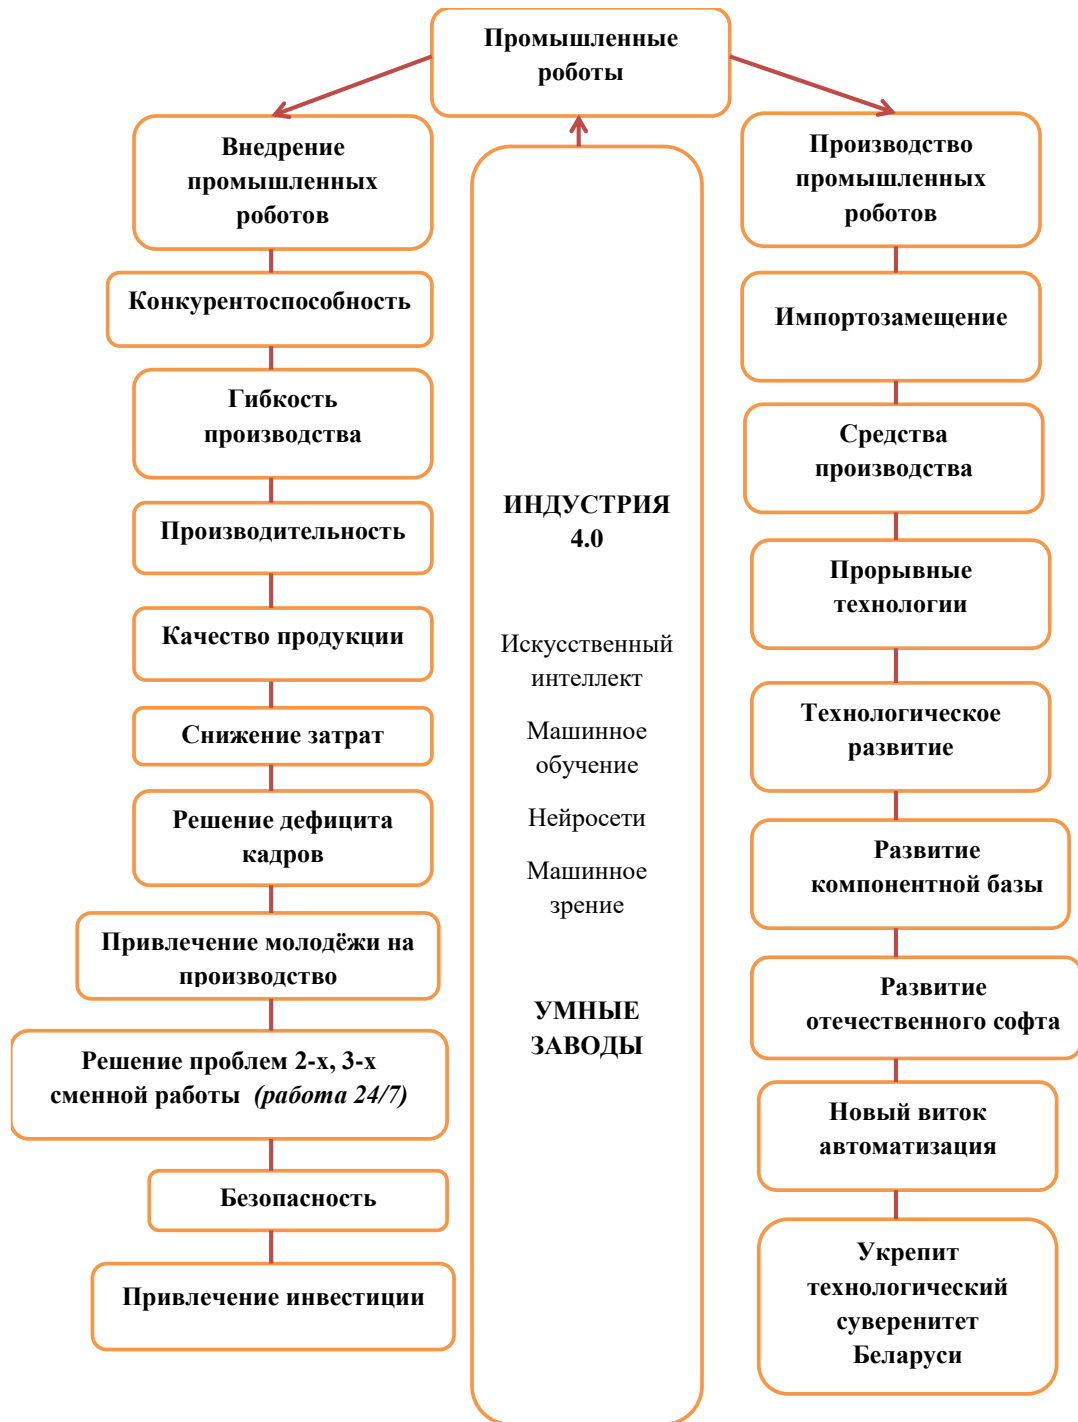 Промышленные
роботы
Внедрение
промышленных
роботов
Конкурентоспособность
Гибкость
производства
Производительность
Качество продукции
Снижение затрат
Решение дефицита
кадров
Привлечение молодёжи на
производство
Решение проблем 2-х, 3-х
сменной работы (работа 24/7)
Безопасность
Привлечение инвестиции
ИНДУСТРИЯ
4.0
Искусственный
интеллект
Машинное
обучение
Нейросети
Машинное
зрение
УМНЫЕ
ЗАВОДЫ
Производство
промышленных
роботов
Импортозамещение
Средства
производства
Прорывные
технологии
Технологическое
развитие
Развитие
компонентной базы
Развитие
отечественного софта
Новый виток
автоматизация
Укрепит
технологический
суверенитет
Беларуси